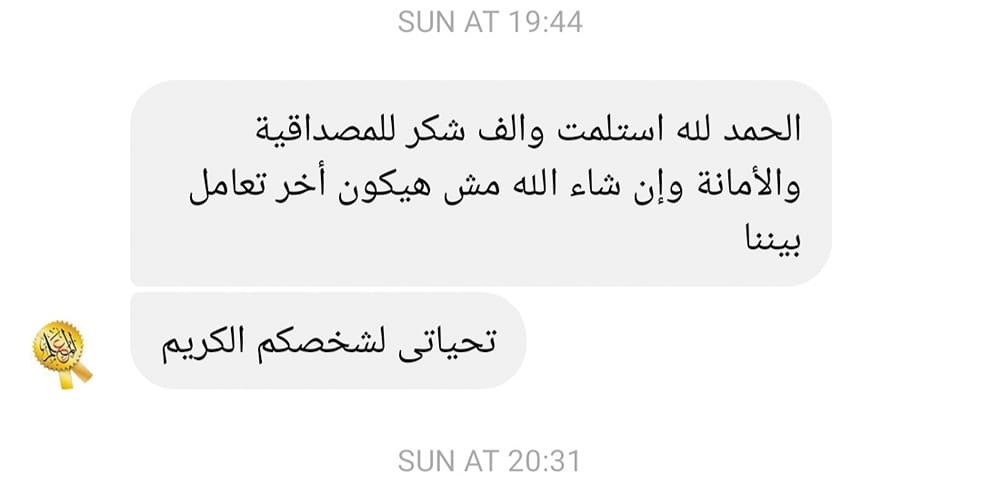 SUN AT 19:44
الحمد لله استلمت والف شكر للمصداقية
والأمانة وإن شاء الله مش هيكون أخر تعامل
بيننا
تحياتى لشخصكم الكريم
SUN AT 20:31